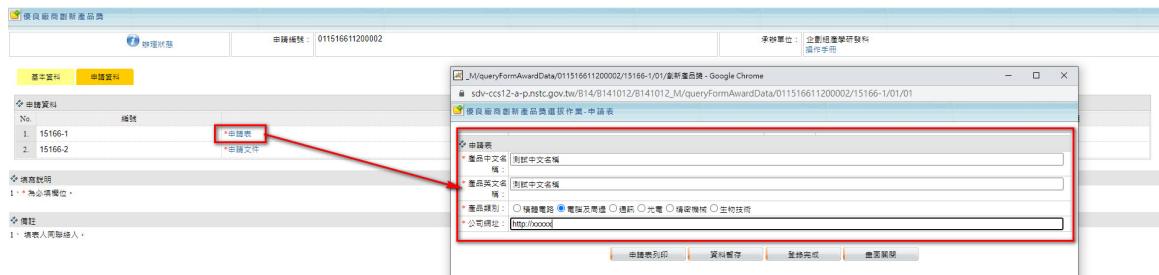 優良廠商創新產品獎
辦理狀態
申請編號： 011516611200002
承辦單位： 企劃組產學研發科
操作手冊
基本資料 申請資料
申請資料
No. 編號
1. 15166-1 *申請表
2. 15166-2 *申請文件
填寫說明
1、* 為必填欄位。
備註
1、 填表人同聯絡人。
_M/queryFormAwardData/011516611200002/15166-1/01/創新產品獎 - Google Chrome
sdv-ccs12-a-p.nstc.gov.tw/B14/B141012/B141012_M/queryFormAwardData/011516611200002/15166-1/01/01
優良廠商創新產品獎選拔作業-申請表
申請表
* 產品中文名稱： 測試中文名稱
* 產品英文名稱： 測試中文名稱
* 產品類別： 積體電路 電腦及周邊 通訊 光電 精密機械 生物技術
* 公司網址： http://xxxxx
申請表列印 資料暫存 登錄完成 畫面關閉